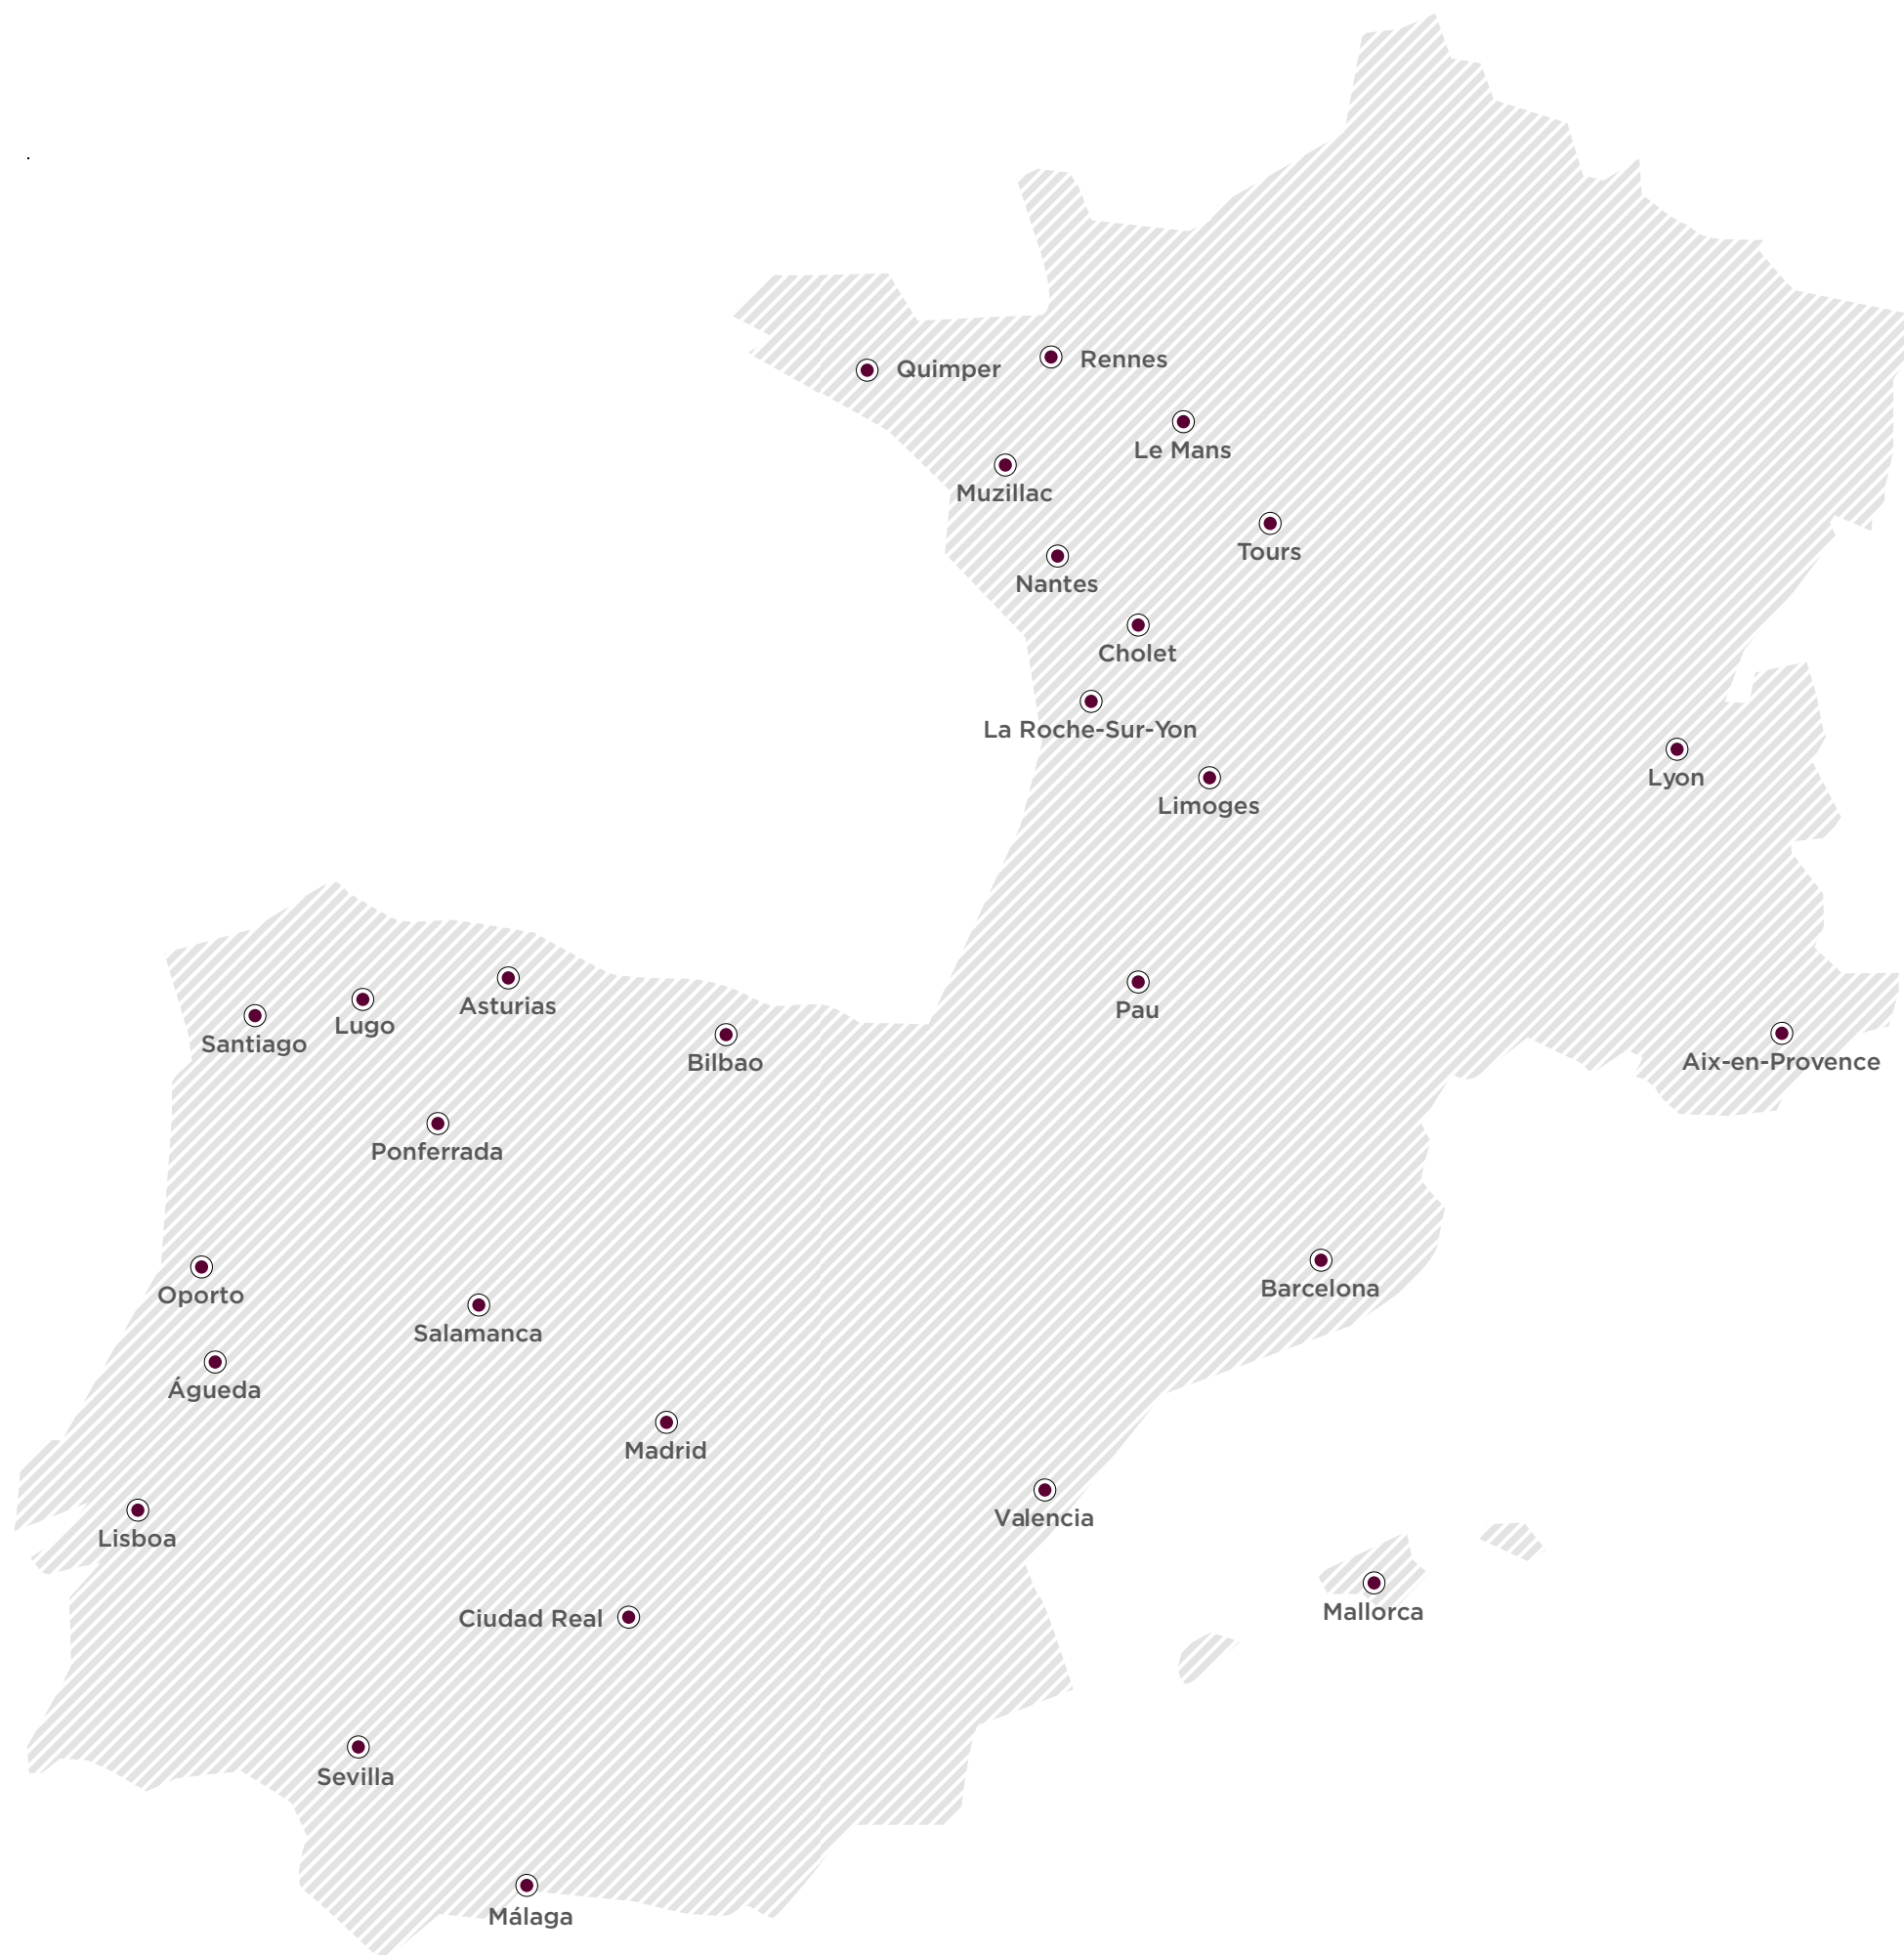 Quimper
Rennes
Le Mans
Muzillac
Tours
Nantes
Cholet
La Roche-Sur-Yon
Lyon
Limoges
Asturias
Pau
Lugo
Santiago
Bilbao
Aix-en-Provence
Ponferrada
Barcelona
Oporto
Salamanca
Águeda
Madrid
Valencia
Lisboa
Mallorca
Ciudad Real
Sevilla
Málaga